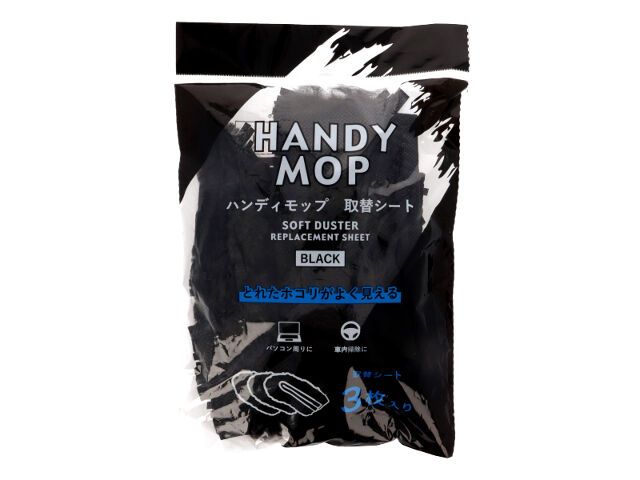 HANDY
MOP
ハンディモップ 取替シート
SOFT DUSTER
REPLACEMENT SHEET
BLACK
とれたホコリがよく見える
パソコン周りに 車内掃除に
取替シート
3枚入り